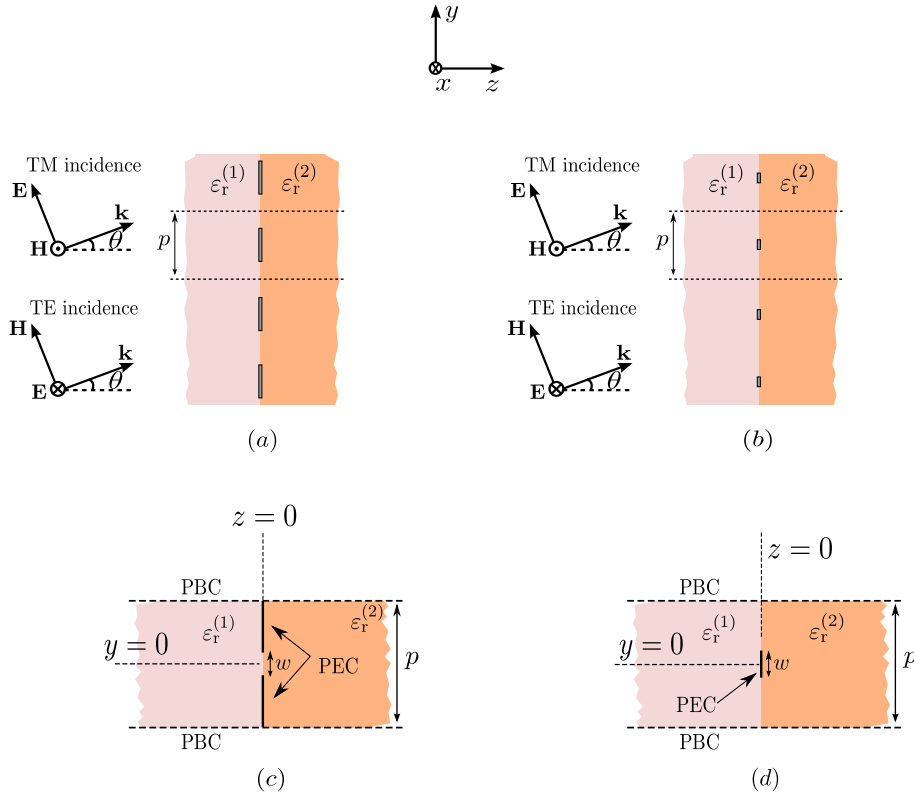 y
x z
TM incidence
E
k
H
θ
p
ε_r^(1) ε_r^(2)
TE incidence
H
k
E
θ
(a)
TM incidence
E
k
H
θ
p
ε_r^(1) ε_r^(2)
TE incidence
H
k
E
θ
(b)
z = 0
PBC
ε_r^(1) ε_r^(2)
y = 0
w
PEC
p
PBC
(c)
z = 0
PBC
ε_r^(1) ε_r^(2)
y = 0
w
PEC
p
PBC
(d)